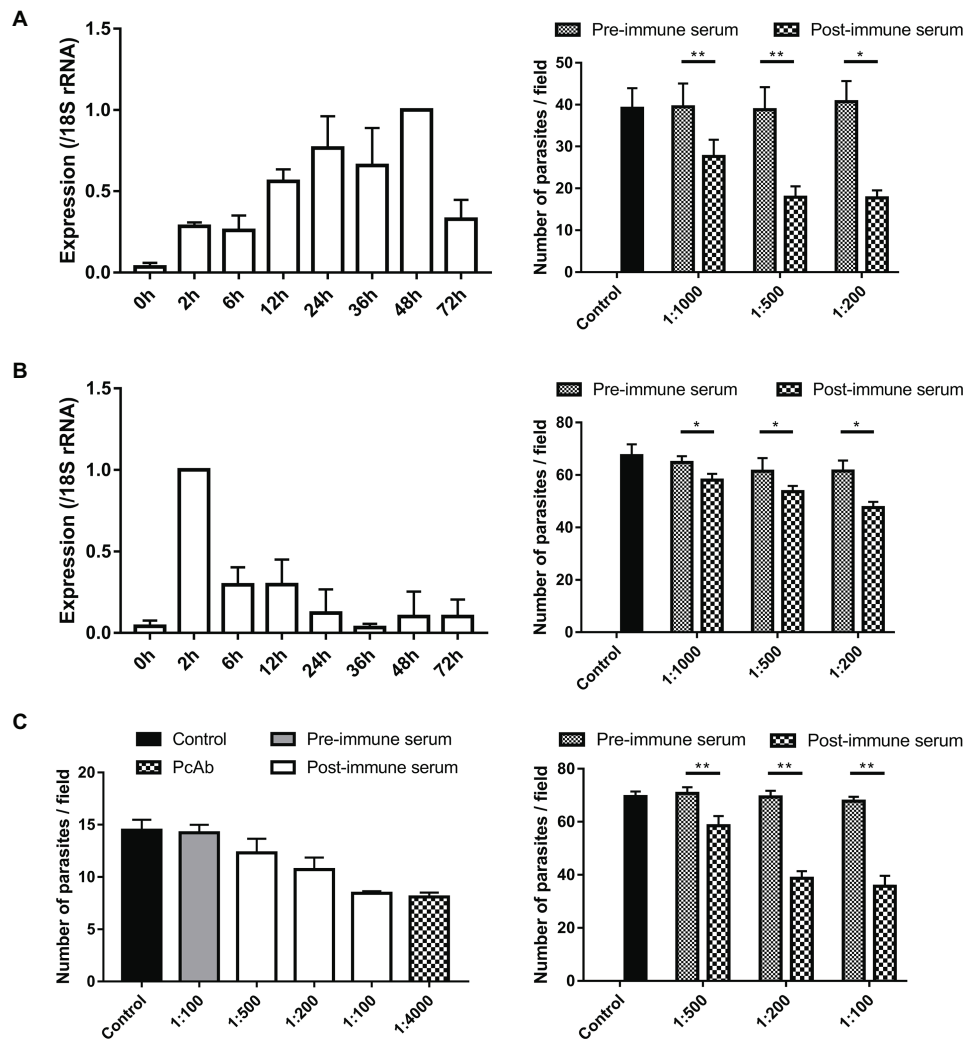 A
Expression (/18S rRNA)
1.5
1.0
0.5
0.0
0h 2h 6h 12h 24h 36h 48h 72h
Pre-immune serum Post-immune serum
Number of parasites / field
50
40
30
20
10
0
** ** *
Control 1:1000 1:500 1:200
B
Expression (/18S rRNA)
1.5
1.0
0.5
0.0
0h 2h 6h 12h 24h 36h 48h 72h
Pre-immune serum Post-immune serum
Number of parasites / field
80
60
40
20
0
* * *
Control 1:1000 1:500 1:200
C
Control Pre-immune serum
PcAb Post-immune serum
Number of parasites / field
20
15
10
5
0
Control 1:100 1:500 1:200 1:100 1:4000
Pre-immune serum Post-immune serum
Number of parasites / field
80
60
40
20
0
** ** **
Control 1:500 1:200 1:100